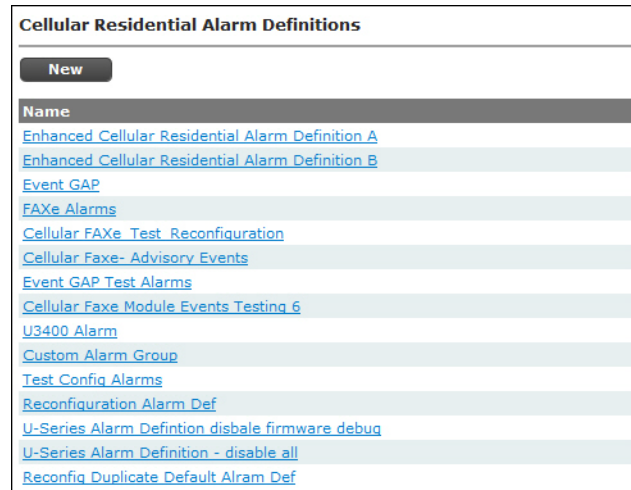 Cellular Residential Alarm Definitions
New
Name
Enhanced Cellular Residential Alarm Definition A
Enhanced Cellular Residential Alarm Definition B
Event GAP
FAXe Alarms
Cellular FAXe_Test_Reconfiguration
Cellular Faxe- Advisory Events
Event GAP Test Alarms
Cellular Faxe Module Events Testing 6
U3400 Alarm
Custom Alarm Group
Test Config Alarms
Reconfiguration Alarm Def
U-Series Alarm Defintion disbale firmware debug
U-Series Alarm Definition - disable all
Reconfig Duplicate Default Alram Def